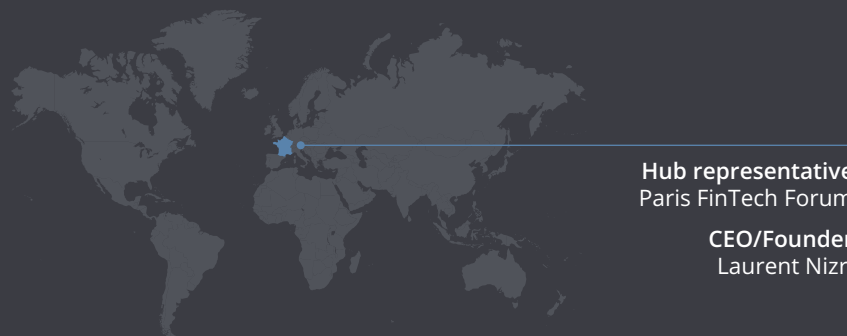 Hub representative
Paris FinTech Forum
CEO/Founder
Laurent Nizr